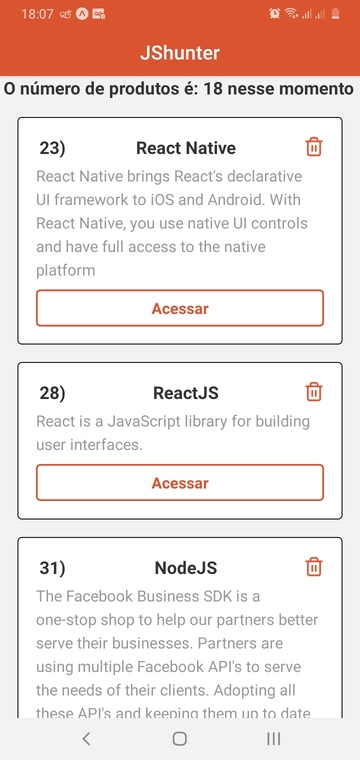 18:07
JShunter
O número de produtos é: 18 nesse momento
23) React Native
React Native brings React's declarative
UI framework to iOS and Android. With
React Native, you use native UI controls
and have full access to the native
platform
Acessar
28) ReactJS
React is a JavaScript library for building
user interfaces.
Acessar
31) NodeJS
The Facebook Business SDK is a
one-stop shop to help our partners better
serve their businesses. Partners are
using multiple Facebook API's to serve
the needs of their clients. Adopting all
these API's and keeping them up to date